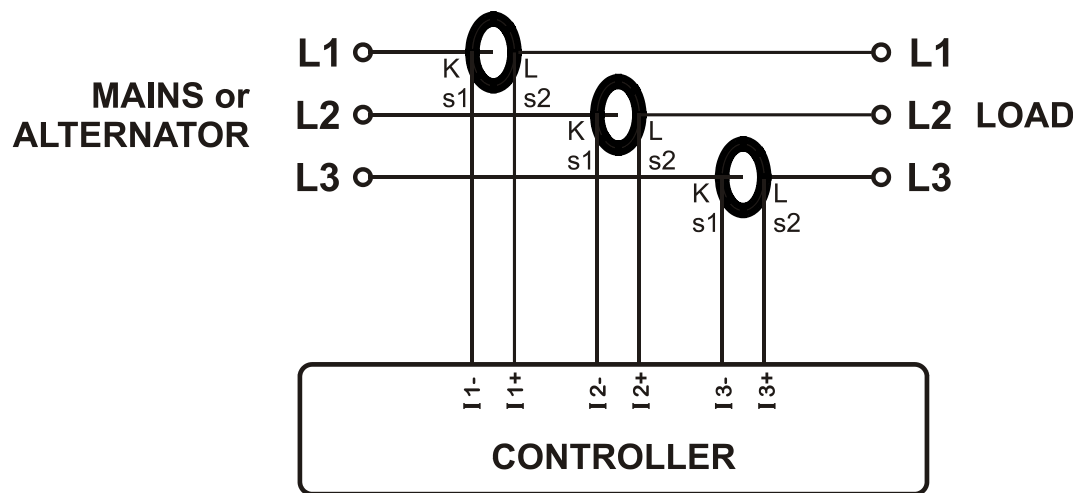 L1
L1
K
L
s1
s2
MAINS or
ALTERNATOR
L2
L2
LOAD
K
L
s1
s2
L3
L3
K
L
s1
s2
I1-
I1+
I2-
I2+
I3-
I3+
CONTROLLER